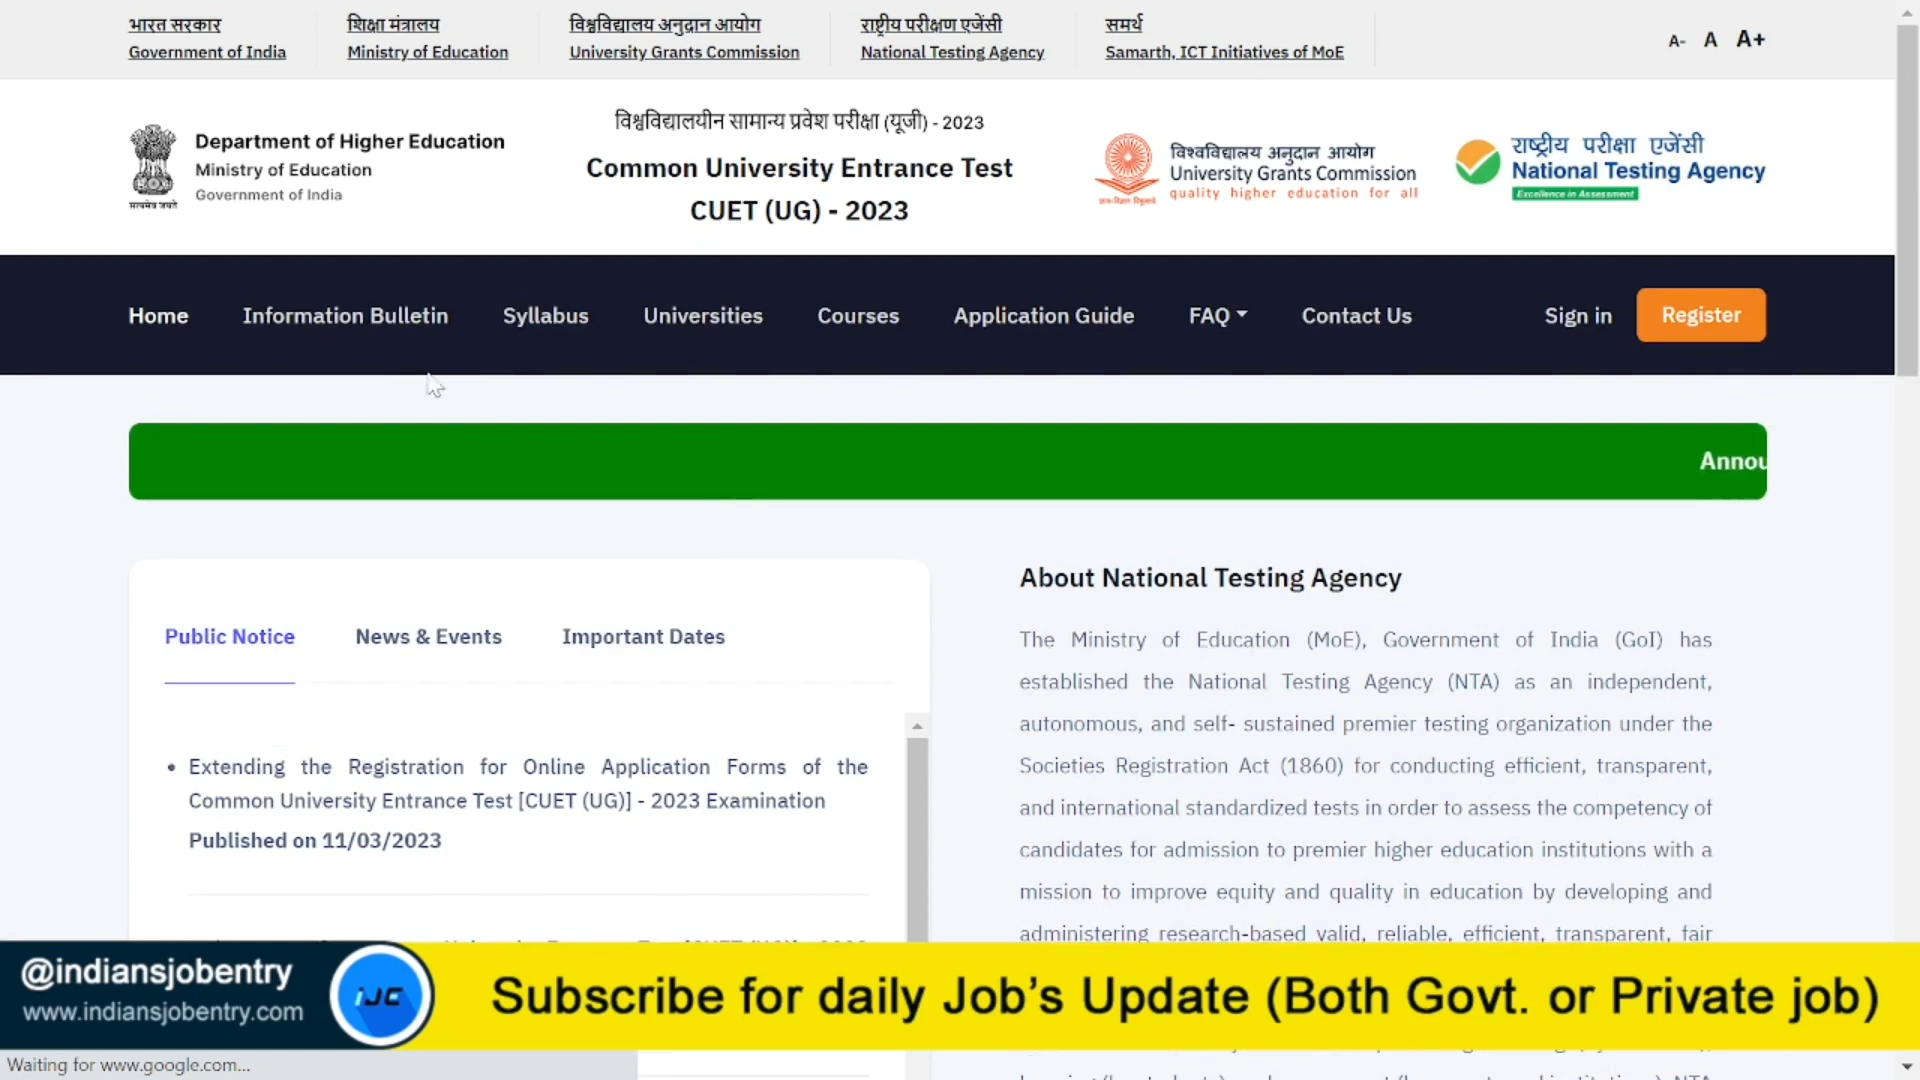 भारत सरकार
Government of India
शिक्षा मंत्रालय
Ministry of Education
विश्वविद्यालय अनुदान आयोग
University Grants Commission
राष्ट्रीय परीक्षण एजेंसी
National Testing Agency
समर्थ
Samarth, ICT Initiatives of MoE
A- A A+
सत्यमेव जयते
Department of Higher Education
Ministry of Education
Government of India
विश्वविद्यालयीन सामान्य प्रवेश परीक्षा (यूजी) - 2023
Common University Entrance Test
CUET (UG) - 2023
विश्वविद्यालय अनुदान आयोग
University Grants Commission
quality higher education for all
राष्ट्रीय परीक्षा एजेंसी
National Testing Agency
Excellence in Assessment
Home Information Bulletin Syllabus Universities Courses Application Guide FAQ Contact Us Sign in Register
Annou
Public Notice News & Events Important Dates
• Extending the Registration for Online Application Forms of the
Common University Entrance Test [CUET (UG)] - 2023 Examination
Published on 11/03/2023
About National Testing Agency
The Ministry of Education (MoE), Government of India (GoI) has
established the National Testing Agency (NTA) as an independent,
autonomous, and self- sustained premier testing organization under the
Societies Registration Act (1860) for conducting efficient, transparent,
and international standardized tests in order to assess the competency of
candidates for admission to premier higher education institutions with a
mission to improve equity and quality in education by developing and
administering research-based valid, reliable, efficient, transparent, fair
@indiansjobentry
www.indiansjobentry.com
iJC
Subscribe for daily Job's Update (Both Govt. or Private job)
Waiting for www.google.com...